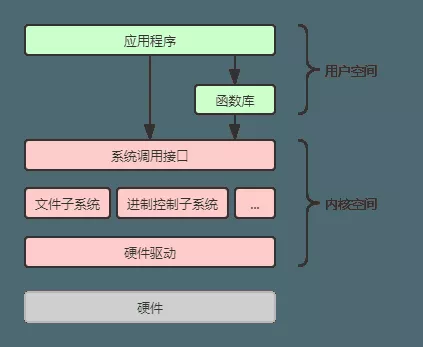 应用程序
用户空间
函数库
系统调用接口
文件子系统
进制控制子系统
...
内核空间
硬件驱动
硬件